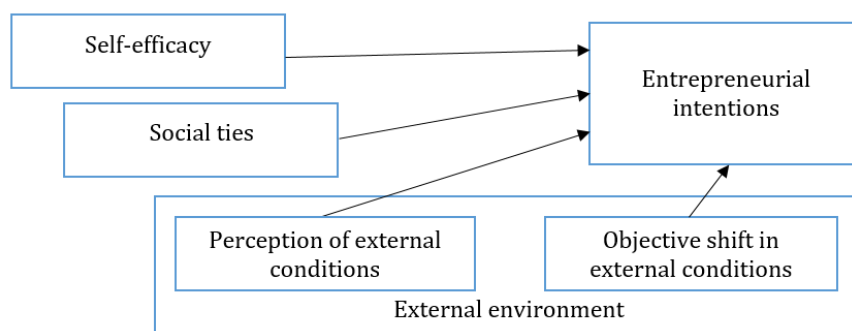 Self-efficacy
Entrepreneurial
intentions
Social ties
Perception of external
conditions
Objective shift in
external conditions
External environment